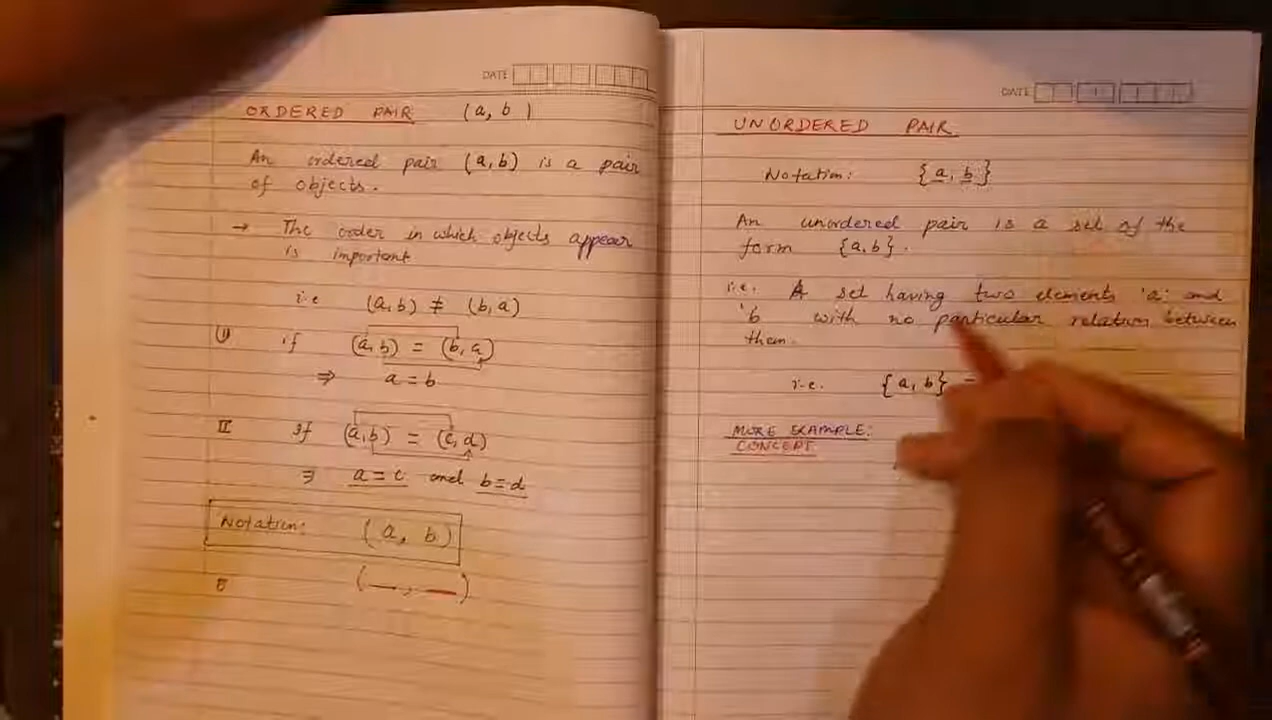 DATE
ORDERED PAIR (a, b)
An ordered pair (a,b) is a pair
of objects.
→ The order in which objects appear
is important
i.e (a,b) ≠ (b,a)
(I) if (a,b) = (b,a)
⇒ a = b
II If (a,b) = (c,d)
⇒ a = c and b = d
Notation: (a, b)
(__, __)
DATE
UNORDERED PAIR
Notation: {a, b}
An unordered pair is a set of the
form {a,b}.
i.e. A set having two elements 'a' and
'b with no particular relation between
them.
i.e. {a,b} =
MORE EXAMPLE:
CONCEPT